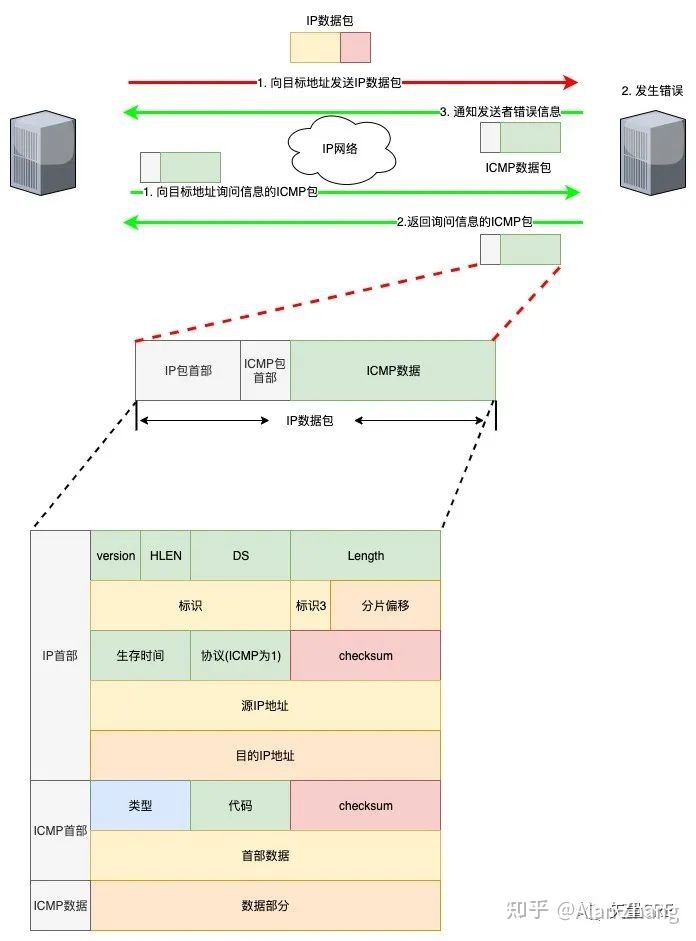 IP数据包
1. 向目标地址发送IP数据包
2. 发生错误
3. 通知发送者错误信息
IP网络
ICMP数据包
1. 向目标地址询问信息的ICMP包
2.返回询问信息的ICMP包
IP包首部
ICMP包
首部
ICMP数据
IP数据包
IP首部
version
HLEN
DS
Length
标识
标识3
分片偏移
生存时间
协议(ICMP为1)
checksum
源IP地址
目的IP地址
ICMP首部
类型
代码
checksum
首部数据
ICMP数据
数据部分
知乎